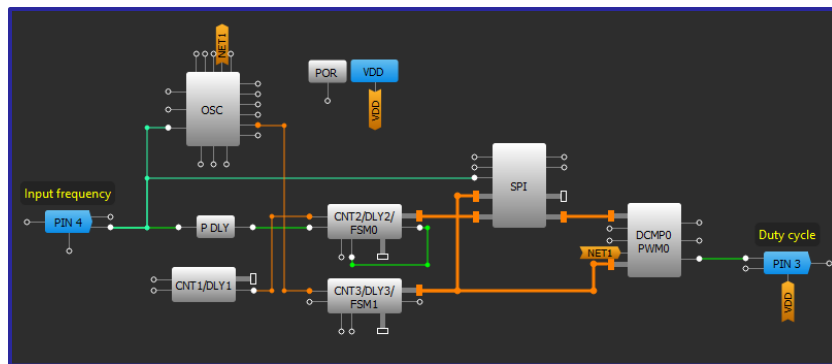 NET1
POR
VDD
OSC
VDD
SPI
Input frequency
PIN 4
P DLY
CNT2/DLY2/
FSM0
DCMP0
PWM0
Duty cycle
NET1
PIN 3
CNT1/DLY1
CNT3/DLY3/
FSM1
VDD